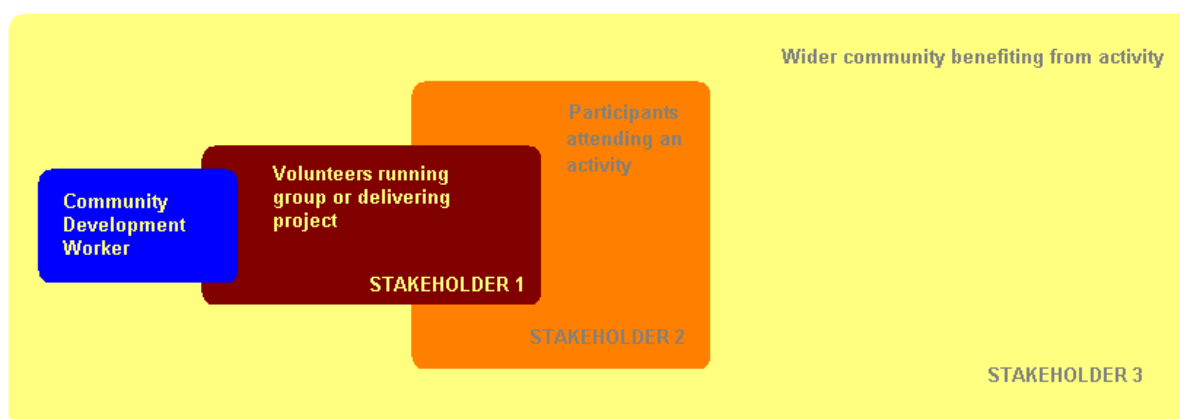 Wider community benefiting from activity
Participants
attending an
activity
Volunteers running
group or delivering
project
Community
Development
Worker
STAKEHOLDER 1
STAKEHOLDER 2
STAKEHOLDER 3